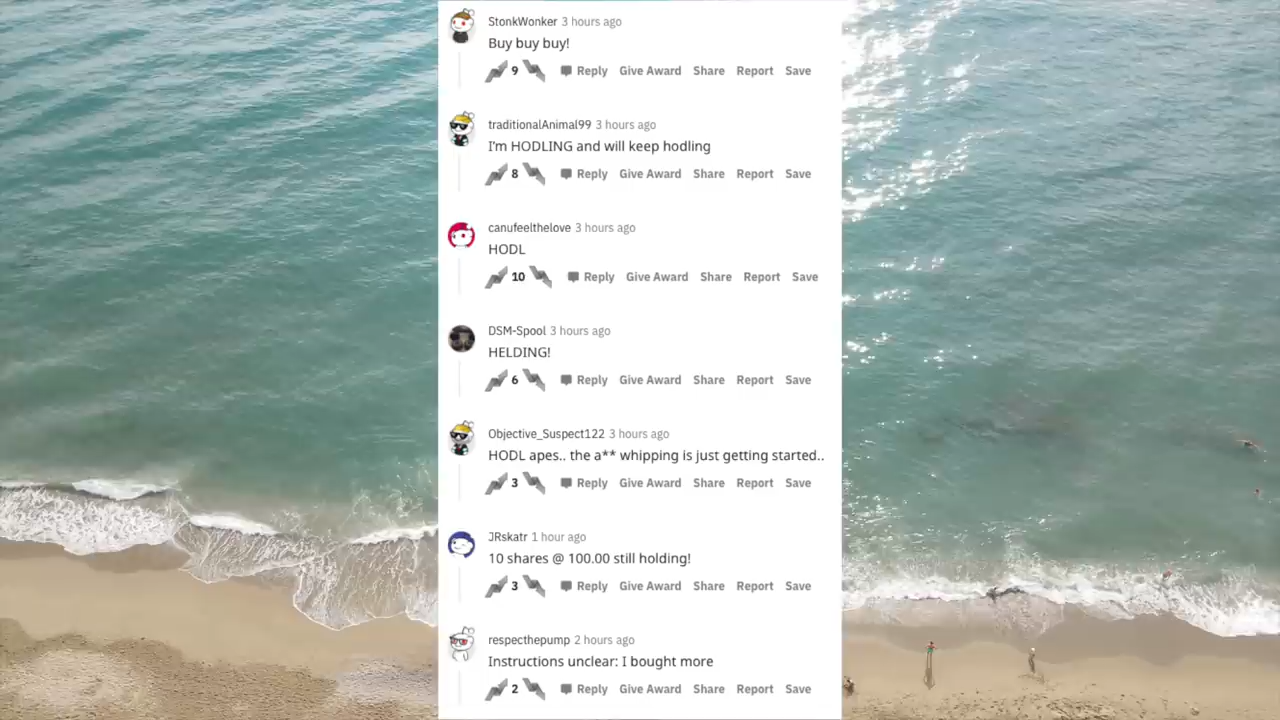 StonkWonker 3 hours ago
Buy buy buy!
9 Reply Give Award Share Report Save
traditionalAnimal99 3 hours ago
I'm HODLING and will keep hodling
8 Reply Give Award Share Report Save
canufeelthelove 3 hours ago
HODL
10 Reply Give Award Share Report Save
DSM-Spool 3 hours ago
HELDING!
6 Reply Give Award Share Report Save
Objective_Suspect122 3 hours ago
HODL apes.. the a** whipping is just getting started..
3 Reply Give Award Share Report Save
JRskatr 1 hour ago
10 shares @ 100.00 still holding!
3 Reply Give Award Share Report Save
respecthepump 2 hours ago
Instructions unclear: I bought more
2 Reply Give Award Share Report Save